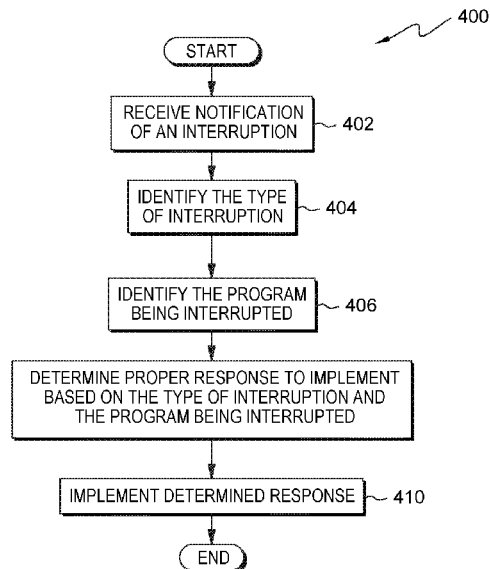 400
START
RECEIVE NOTIFICATION
OF AN INTERRUPTION
402
IDENTIFY THE TYPE
OF INTERRUPTION
404
IDENTIFY THE PROGRAM
BEING INTERRUPTED
406
DETERMINE PROPER RESPONSE TO IMPLEMENT
BASED ON THE TYPE OF INTERRUPTION AND
THE PROGRAM BEING INTERRUPTED
IMPLEMENT DETERMINED RESPONSE
410
END